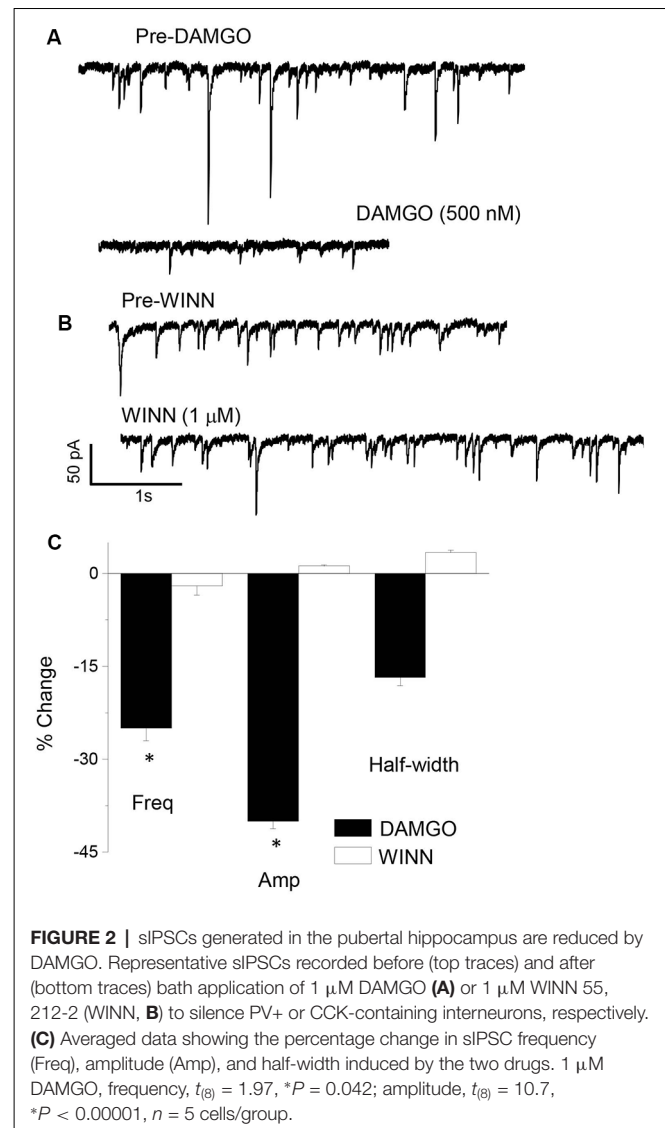 A
Pre-DAMGO
DAMGO (500 nM)
Pre-WINN
B
WINN (1 μM)
50 pA
1s
C
0
-15
-30
-45
% Change
*
Freq
*
Amp
Half-width
DAMGO
WINN
FIGURE 2 | sIPSCs generated in the pubertal hippocampus are reduced by
DAMGO. Representative sIPSCs recorded before (top traces) and after
(bottom traces) bath application of 1 μM DAMGO (A) or 1 μM WINN 55,
212-2 (WINN, B) to silence PV+ or CCK-containing interneurons, respectively.
(C) Averaged data showing the percentage change in sIPSC frequency
(Freq), amplitude (Amp), and half-width induced by the two drugs. 1 μM
DAMGO, frequency, t(8) = 1.97, *P = 0.042; amplitude, t(8) = 10.7,
*P < 0.00001, n = 5 cells/group.